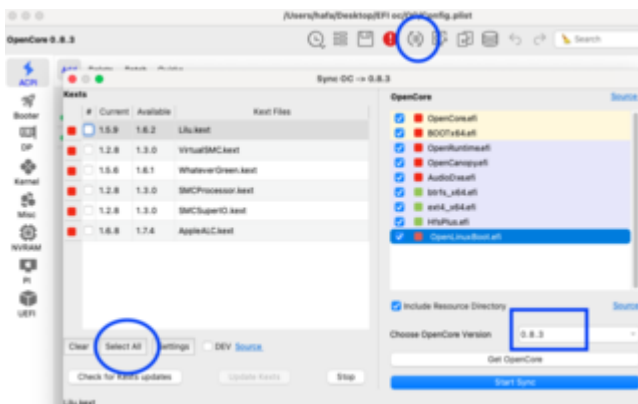 /Users/hafa/Desktop/EFI oc/OC/Config.plist
OpenCore 0.8.3
Search
Sync OC -> 0.8.3
ACPI
Booter
DP
Kernel
Misc
NVRAM
PI
UEFI
Kexts
# Current Available Kext Files
1.5.9 1.6.2 Lilu.kext
1.2.8 1.3.0 VirtualSMC.kext
1.5.6 1.6.1 WhateverGreen.kext
1.2.8 1.3.0 SMCProcessor.kext
1.2.8 1.3.0 SMCSuperIO.kext
1.6.8 1.7.4 AppleALC.kext
Clear Select All Settings DEV Source
Check for Kexts updates Update Kexts Stop
Lilu.kext
OpenCore Source
OpenCore.efi
BOOTx64.efi
OpenRuntime.efi
OpenCanopy.efi
AudioDxe.efi
btrfs_x64.efi
ext4_x64.efi
HfsPlus.efi
OpenLinuxBoot.efi
Include Resource Directory Source
Choose OpenCore Version 0.8.3
Get OpenCore
Start Sync